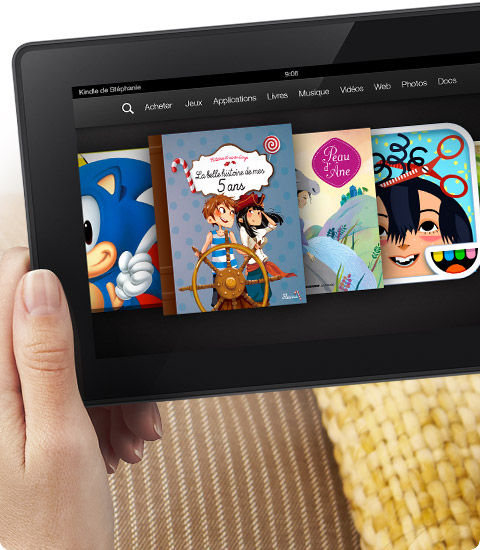 Kindle de Stéphanie
9:08
Acheter Jeux Applications Livres Musique Vidéos Web Photos Docs
La belle histoire de mes
5 ans
Fleurus
Peau
d'Âne